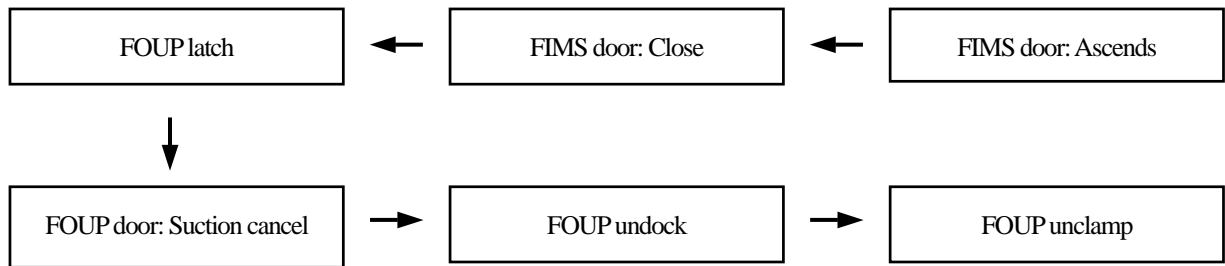 FOUP latch
FIMS door: Close
FIMS door: Ascends
FOUP door: Suction cancel
FOUP undock
FOUP unclamp